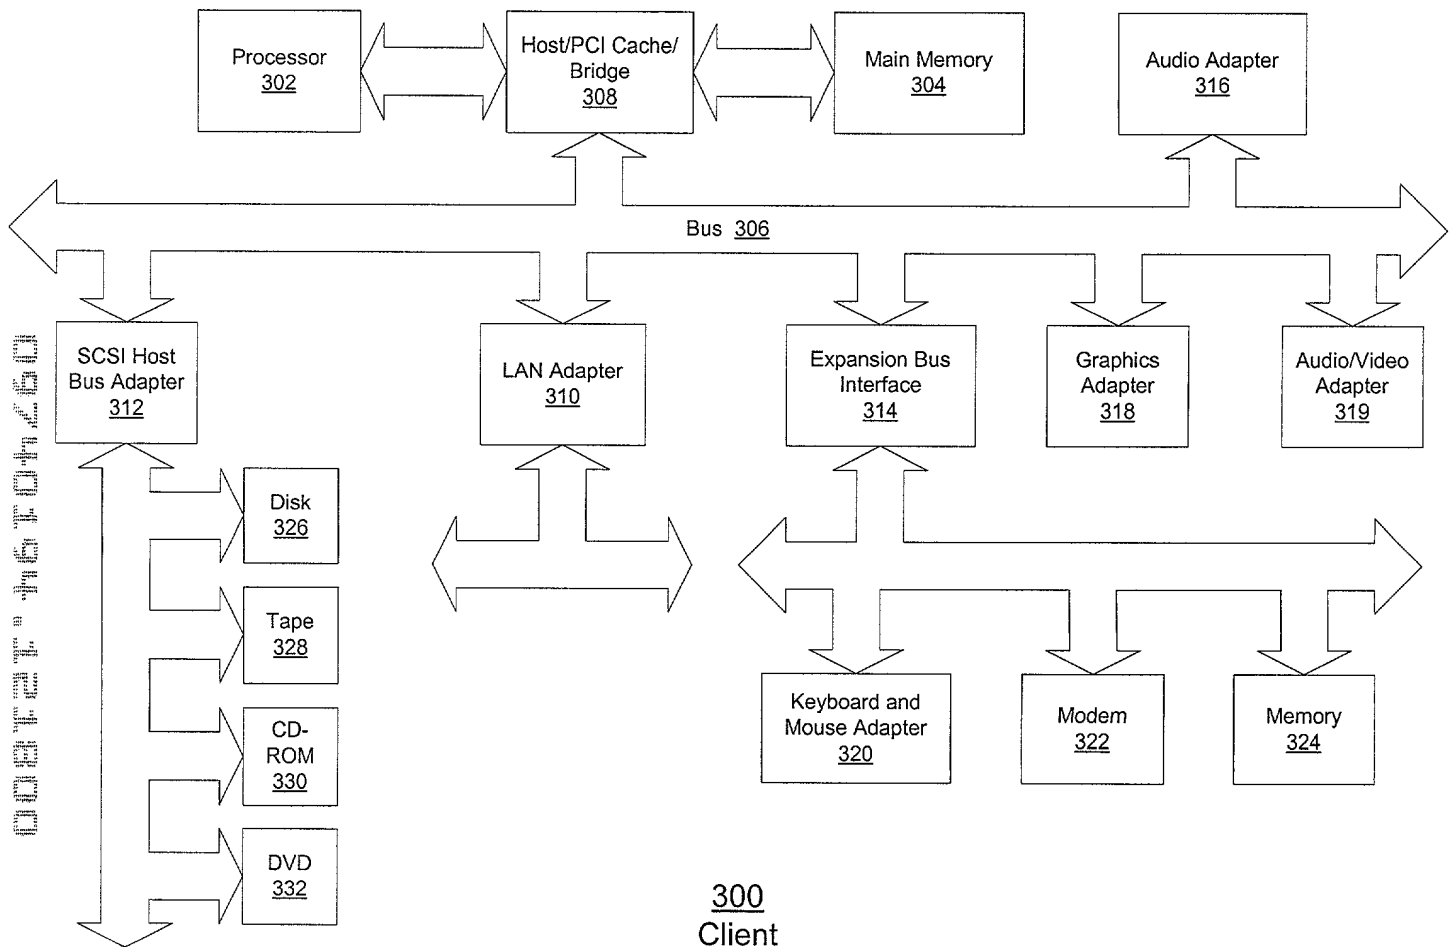 Processor
302
Host/PCI Cache/
Bridge
308
Main Memory
304
Audio Adapter
316
Bus 306
SCSI Host
Bus Adapter
312
LAN Adapter
310
Expansion Bus
Interface
314
Graphics
Adapter
318
Audio/Video
Adapter
319
Disk
326
Tape
328
CD-
ROM
330
DVD
332
Keyboard and
Mouse Adapter
320
Modem
322
Memory
324
300
Client